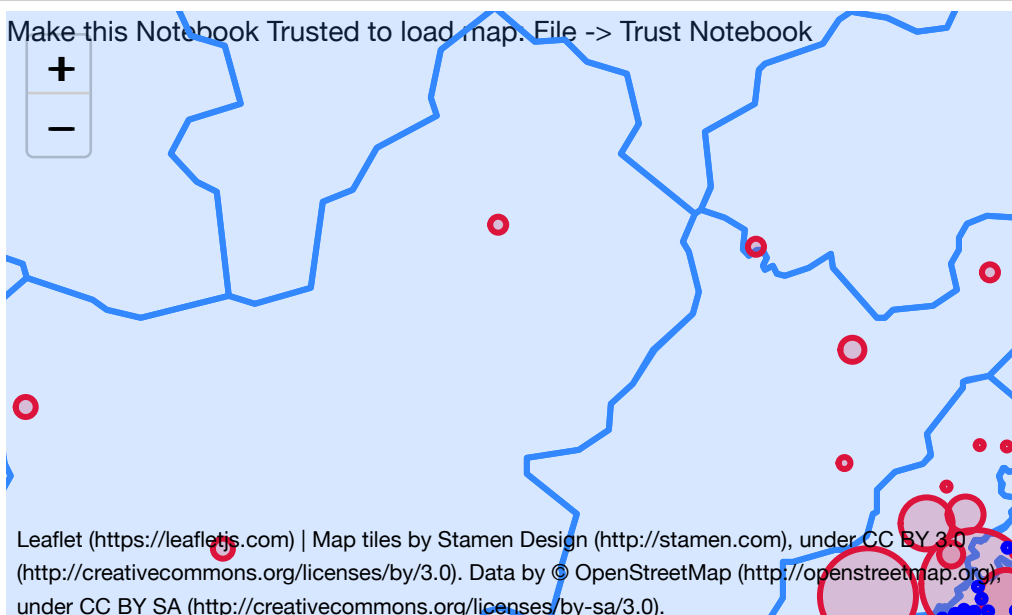 Make this Notebook Trusted to load map: File -> Trust Notebook
+
−
Leaflet (https://leafletjs.com) | Map tiles by Stamen Design (http://stamen.com), under CC BY 3.0
(http://creativecommons.org/licenses/by/3.0). Data by © OpenStreetMap (http://openstreetmap.org),
under CC BY SA (http://creativecommons.org/licenses/by-sa/3.0).